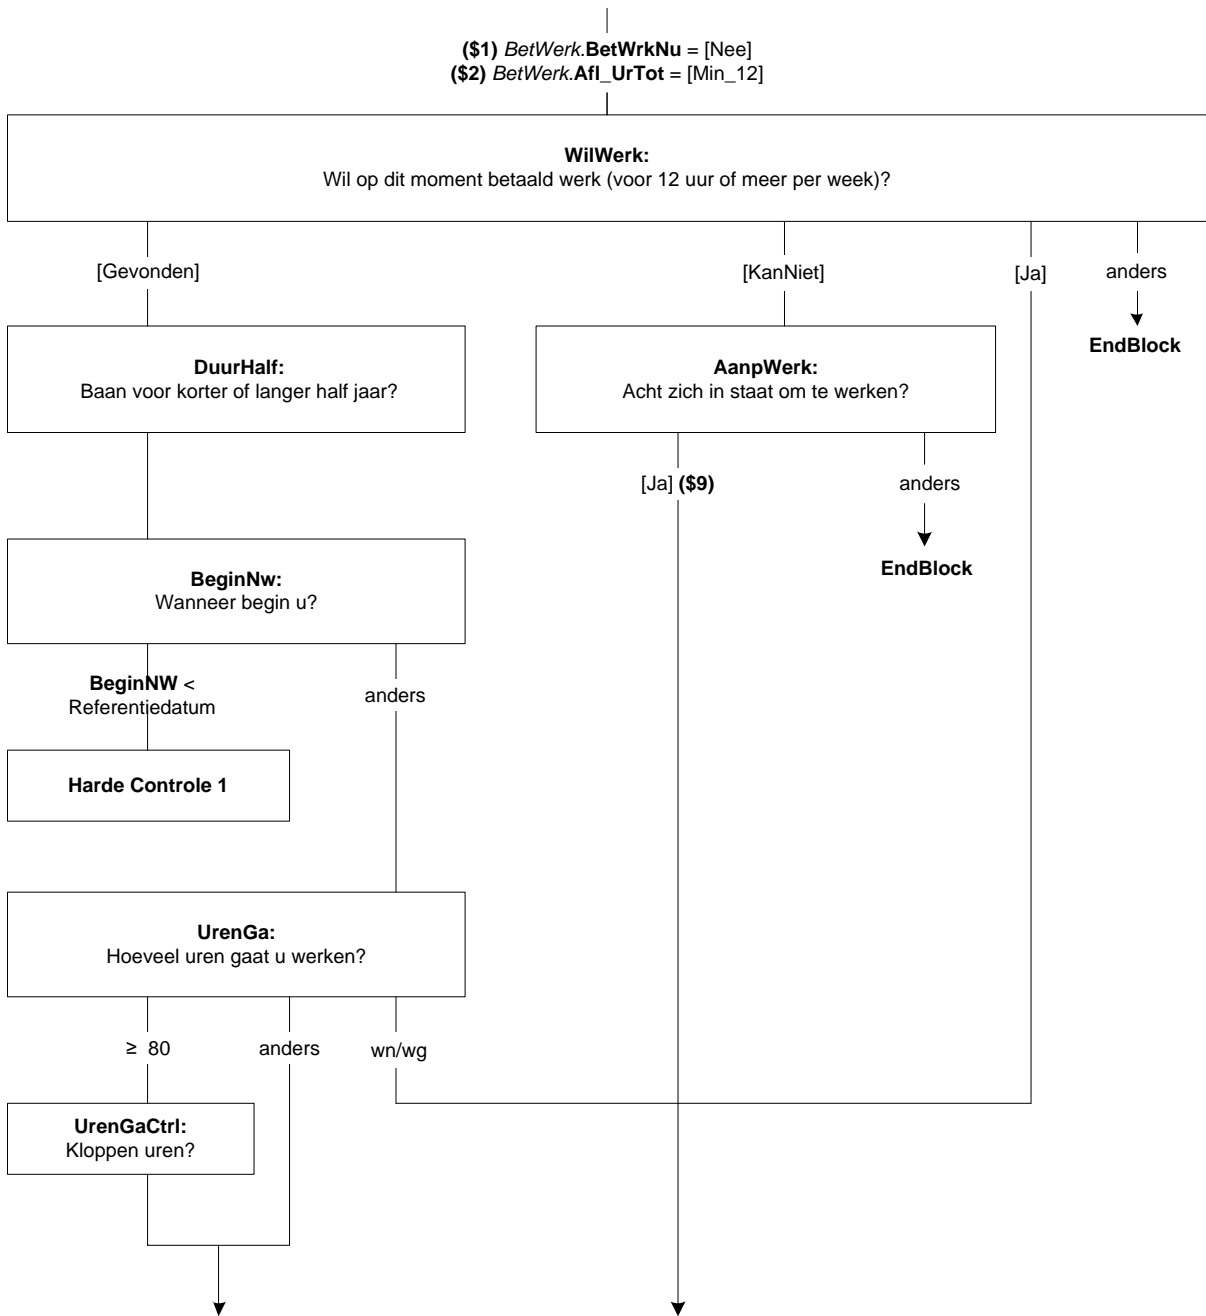 ($1) BetWerk.BetWrkNu = [Nee]
($2) BetWerk.Afl_UrTot = [Min_12]
WilWerk:
Wil op dit moment betaald werk (voor 12 uur of meer per week)?
[Gevonden]
[KanNiet]
[Ja]
anders
EndBlock
DuurHalf:
Baan voor korter of langer half jaar?
AanpWerk:
Acht zich in staat om te werken?
[Ja] ($9)
anders
EndBlock
BeginNw:
Wanneer begin u?
BeginNW <
Referentiedatum
anders
Harde Controle 1
UrenGa:
Hoeveel uren gaat u werken?
≥ 80
anders
wn/wg
UrenGaCtrl:
Kloppen uren?